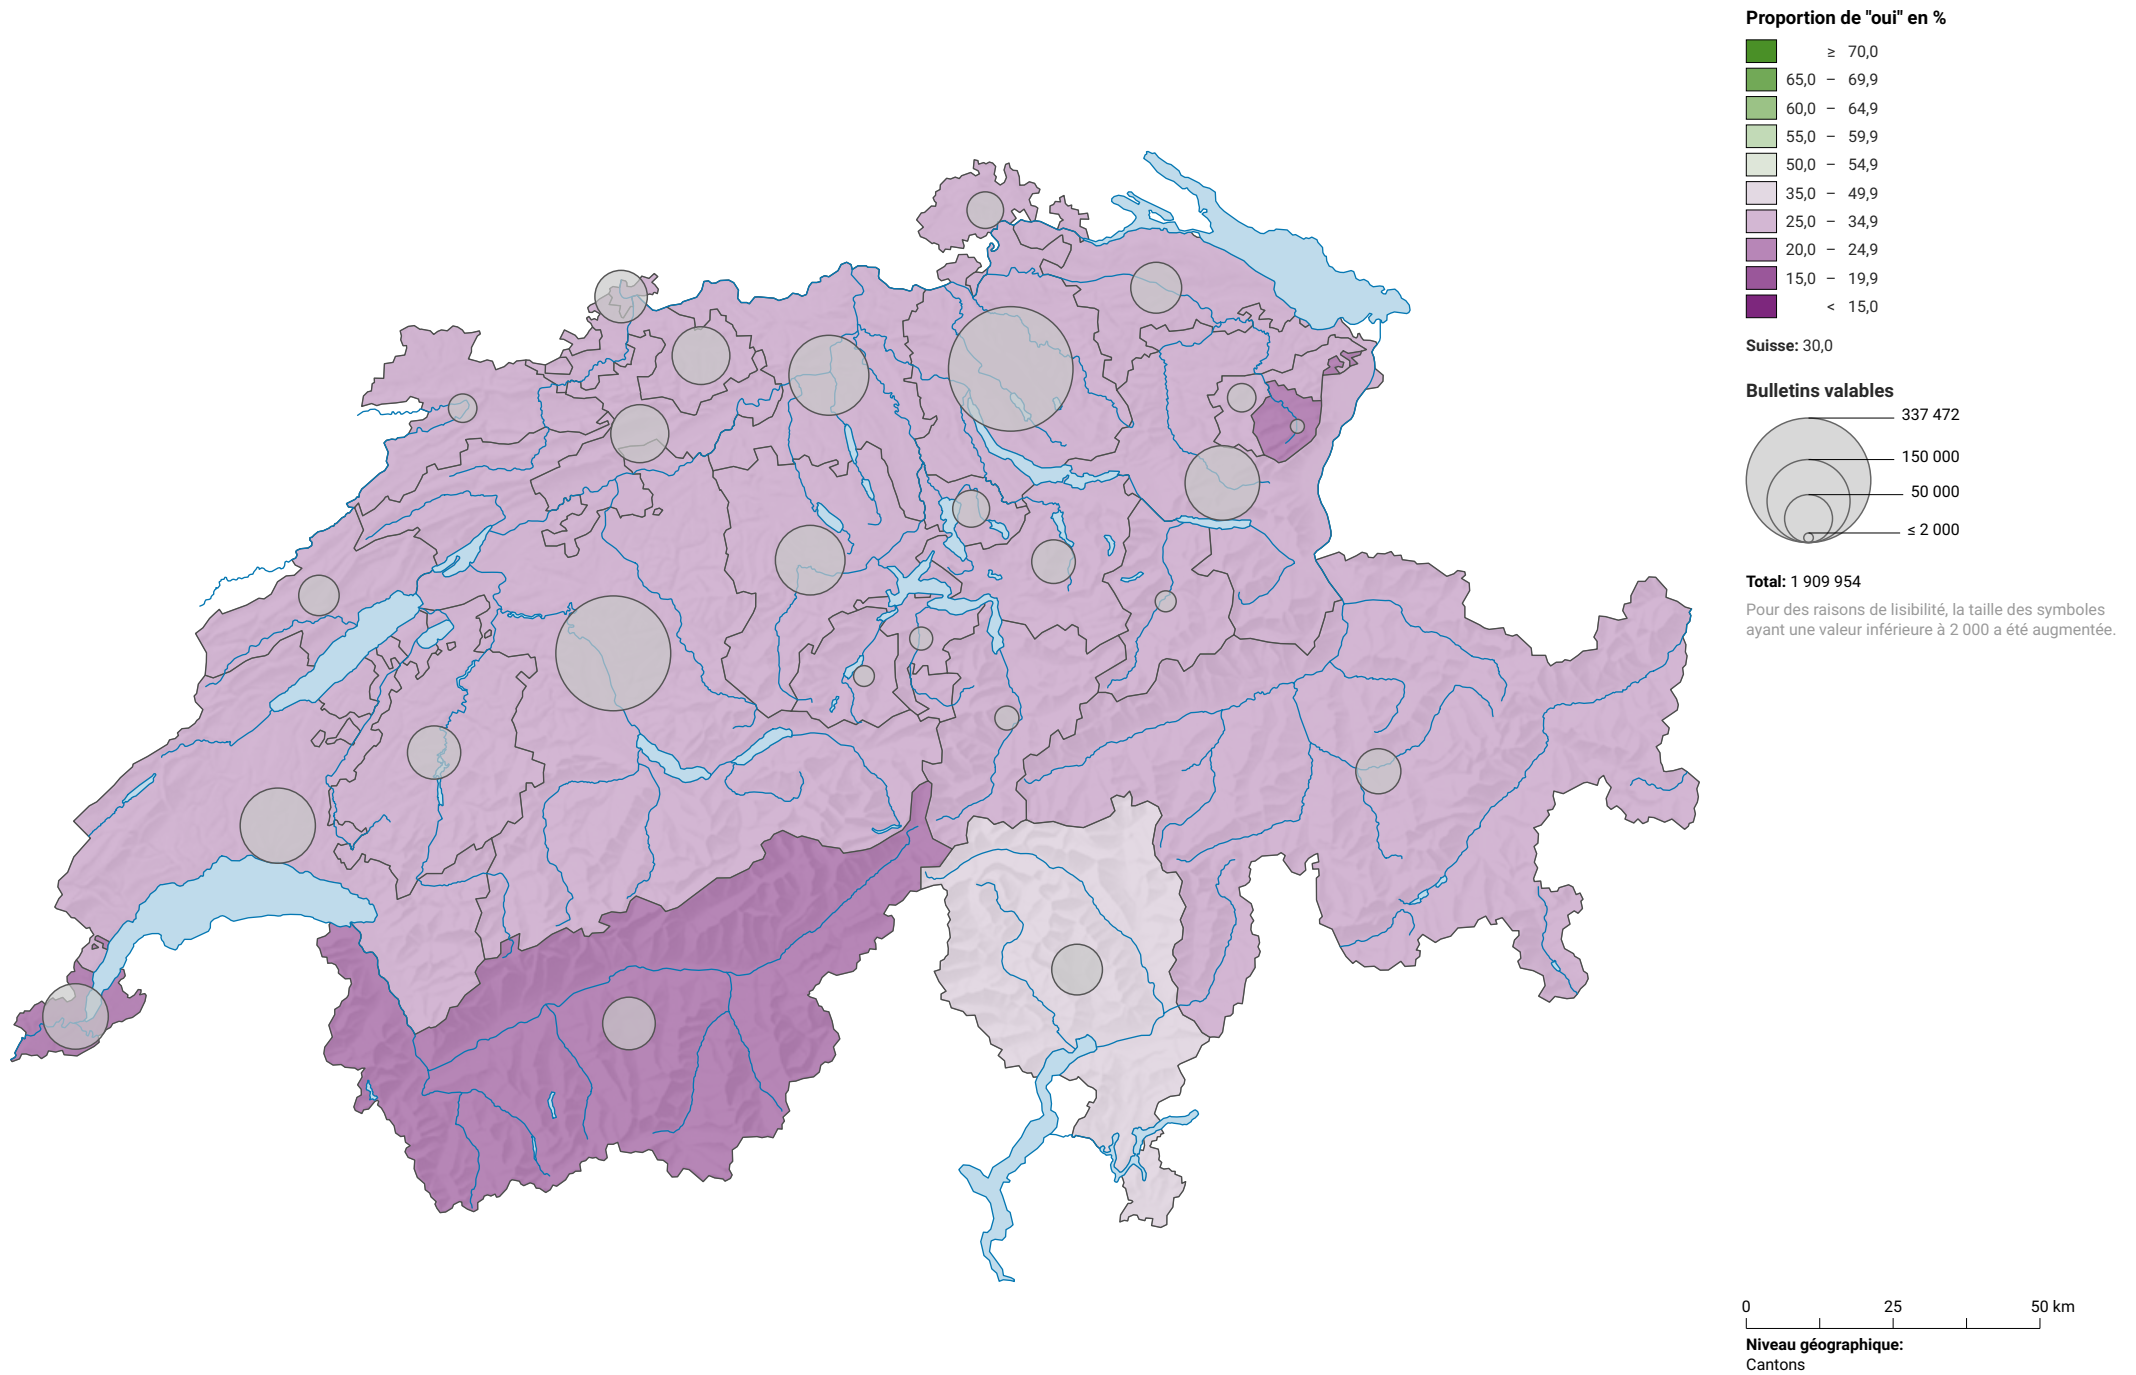 Proportion de "oui" en %
≥ 70,0
65,0 – 69,9
60,0 – 64,9
55,0 – 59,9
50,0 – 54,9
35,0 – 49,9
25,0 – 34,9
20,0 – 24,9
15,0 – 19,9
< 15,0
Suisse: 30,0
Bulletins valables
337 472
150 000
50 000
≤ 2 000
Total: 1 909 954
Pour des raisons de lisibilité, la taille des symboles
ayant une valeur inférieure à 2 000 a été augmentée.
0 25 50 km
Niveau géographique:
Cantons